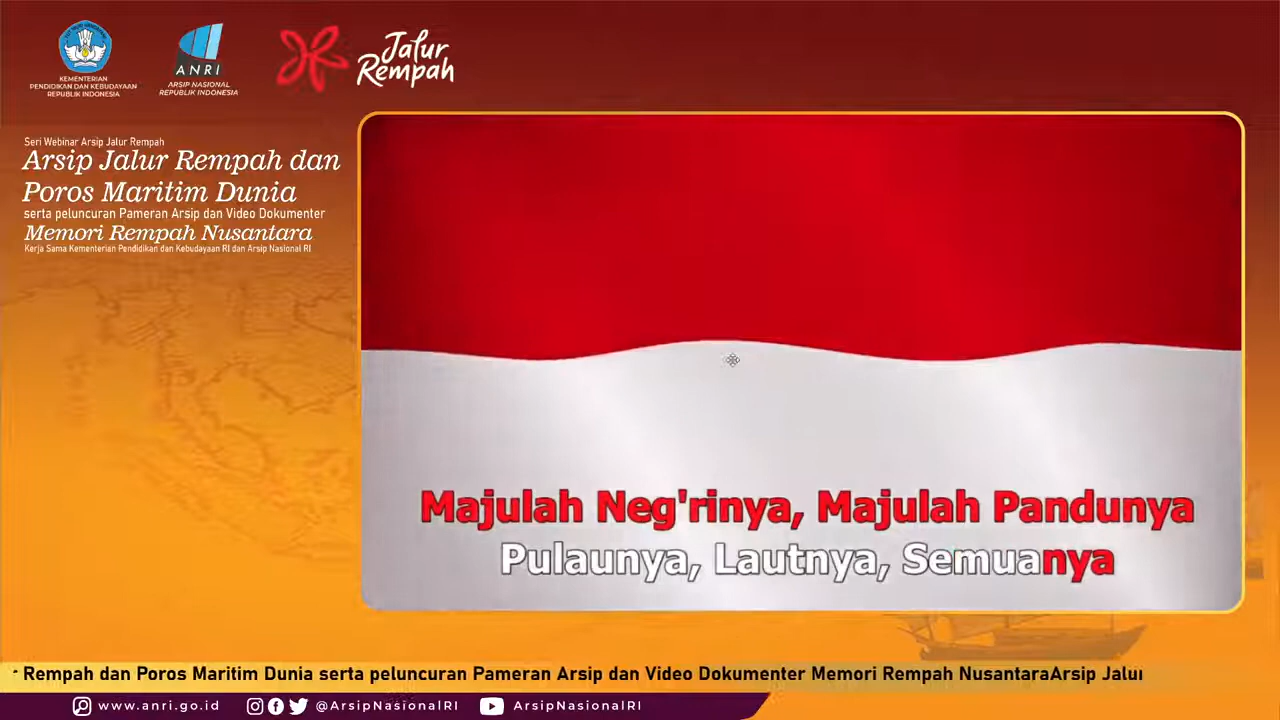 KEMENTERIAN
PENDIDIKAN DAN KEBUDAYAAN
REPUBLIK INDONESIA
ANRI
ARSIP NASIONAL
REPUBLIK INDONESIA
Jalur
Rempah
Seri Webinar Arsip Jalur Rempah
Arsip Jalur Rempah dan
Poros Maritim Dunia
serta peluncuran Pameran Arsip dan Video Dokumenter
Memori Rempah Nusantara
Kerja Sama Kementerian Pendidikan dan Kebudayaan RI dan Arsip Nasional RI
Majulah Neg'rinya, Majulah Pandunya
Pulaunya, Lautnya, Semuanya
Rempah dan Poros Maritim Dunia serta peluncuran Pameran Arsip dan Video Dokumenter Memori Rempah NusantaraArsip Jalur
www.anri.go.id @ArsipNasionalRI ArsipNasionalRI